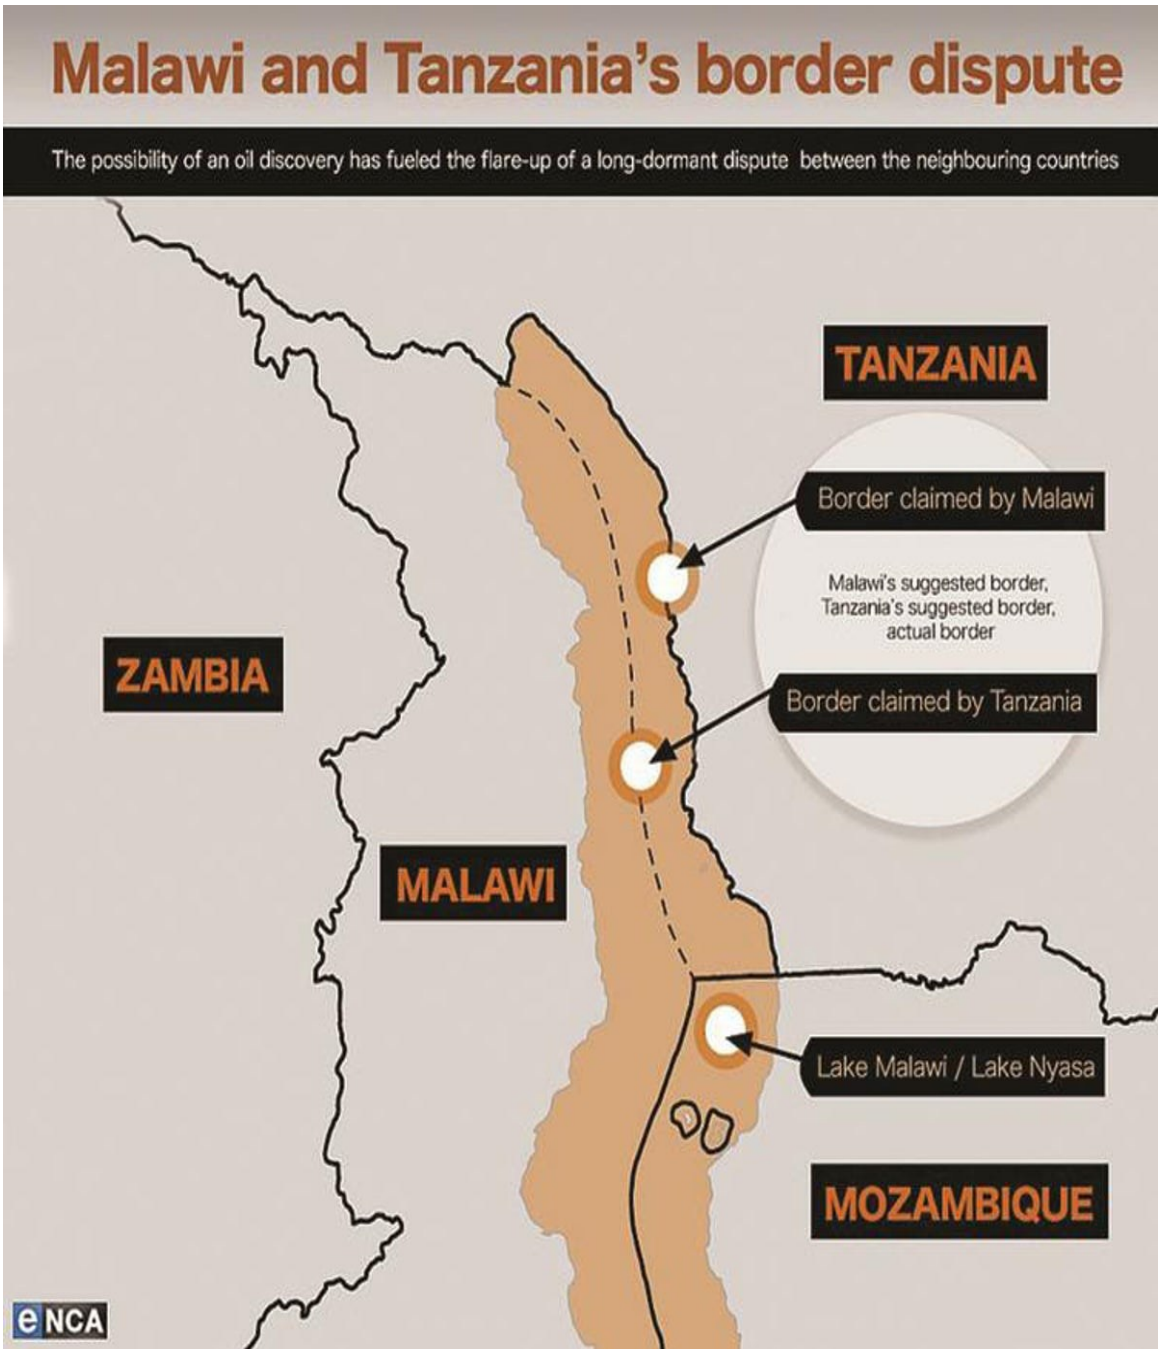 Malawi and Tanzania's border dispute
The possibility of an oil discovery has fueled the flare-up of a long-dormant dispute between the neighbouring countries
TANZANIA
Border claimed by Malawi
Malawi's suggested border,
Tanzania's suggested border,
actual border
ZAMBIA
Border claimed by Tanzania
MALAWI
Lake Malawi / Lake Nyasa
MOZAMBIQUE
eNCA